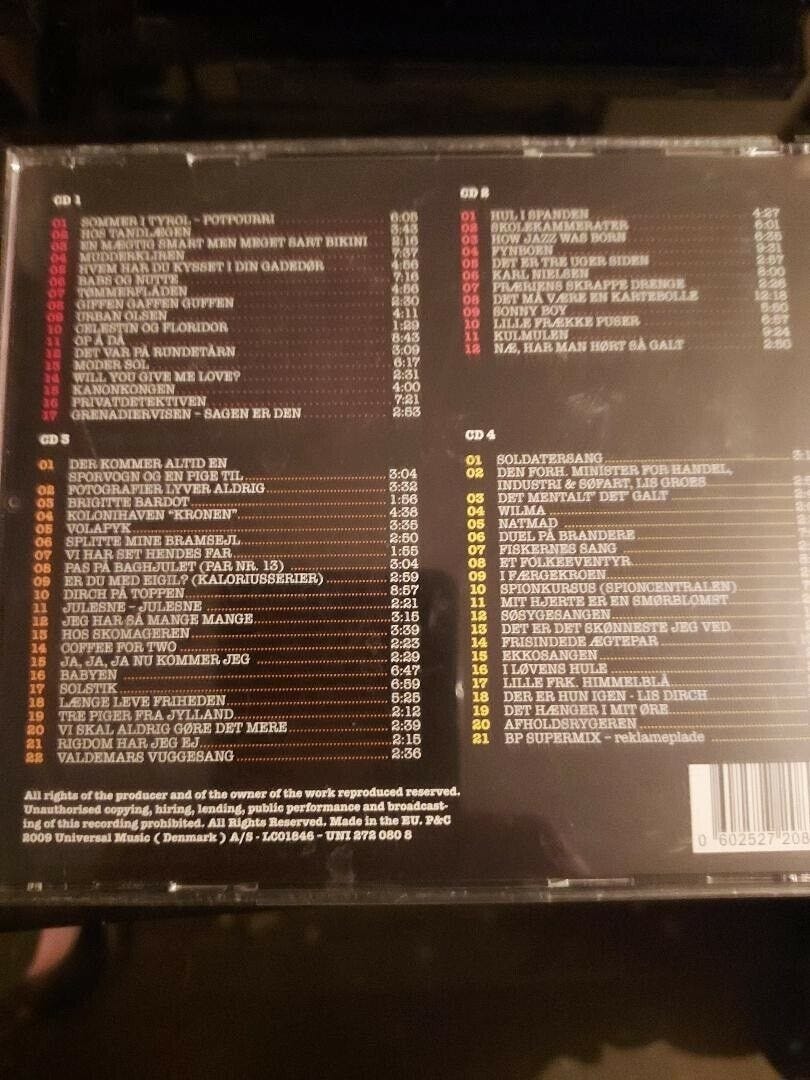 CD 1
01 SOMMER I TYROL - POTPOURRI 6:05
02 HOS TANDLÆGEN 3:43
03 EN MÆGTIG SMART MEN MEGET SART BIKINI 2:16
04 MUDDERKLIREN 7:37
05 HVEM HAR DU KYSSET I DIN GADEDØR 4:56
06 BABS OG NUTTE 7:16
07 TØMMERFLÅDEN 4:56
08 GIFFEN GAFFEN GUFFEN 2:30
09 URBAN OLSEN 4:11
10 CELESTIN OG FLORIDOR 1:29
11 OP Å DÅ 5:43
12 DET VAR PÅ RUNDETÅRN 3:09
13 MODER SOL 6:17
14 WILL YOU GIVE ME LOVE? 2:31
15 KANONKONGEN 4:00
16 PRIVATDETEKTIVEN 7:21
17 GRENADIERVISEN - SAGEN ER DEN 2:53
CD 2
01 HUL I SPANDEN 4:27
02 SKOLEKAMMERATER 6:01
03 HOW JAZZ WAS BORN 6:35
04 FYNBOEN
05 DET ER TRE UGER SIDEN 2:57
06 KARL NIELSEN 8:00
07 PRÆRIENS SKRAPPE DRENGE 2:26
08 DET MÅ VÆRE EN KARTEBOLLE 12:18
09 SONNY BOY 5:50
10 LILLE FRÆKKE PUSER 6:57
11 KULMULEN 9:24
12 NÆ, HAR MAN HØRT SÅ GALT 2:56
CD 3
01 DER KOMMER ALTID EN
SPORVOGN OG EN PIGE TIL 3:04
02 FOTOGRAFIER LYVER ALDRIG 3:32
03 BRIGITTE BARDOT 1:56
04 KOLONIHAVEN "KRONEN" 4:38
05 VOLAPYK 3:35
06 SPLITTE MINE BRAMSEJL 2:50
07 VI HAR SET HENDES FAR 1:55
08 PAS PÅ BAGHJULET (PAR NR. 13) 3:04
09 ER DU MED EIGIL? (KALORIUSSERIER) 2:59
10 DIRCH PÅ TOPPEN 8:57
11 JULESNE - JULESNE 2:21
12 JEG HAR SÅ MANGE MANGE 3:15
13 HOS SKOMAGEREN 3:39
14 COFFEE FOR TWO 2:23
15 JA, JA, JA NU KOMMER JEG 2:29
16 BABYEN 6:47
17 SOLSTIK 6:59
18 LÆNGE LEVE FRIHEDEN 5:25
19 TRE PIGER FRA JYLLAND 2:12
20 VI SKAL ALDRIG GØRE DET MERE 2:39
21 RIGDOM HAR JEG EJ 2:15
22 VALDEMARS VUGGESANG 2:36
CD 4
01 SOLDATERSANG
02 DEN FORH. MINISTER FOR HANDEL,
INDUSTRI & SØFART, LIS GROES
03 DET MENTALT' DET' GALT
04 WILMA
05 NATMAD
06 DUEL PÅ BRANDERE
07 FISKERNES SANG
08 ET FOLKEEVENTYR
09 I FÆRGEKROEN
10 SPIONKURSUS (SPIONCENTRALEN)
11 MIT HJERTE ER EN SMØRBLOMST
12 SØSYGESANGEN
13 DET ER DET SKØNNESTE JEG VED
14 FRISINDEDE ÆGTEPAR
15 EKKOSANGEN
16 I LØVENS HULE
17 LILLE FRK. HIMMELBLÅ
18 DER ER HUN IGEN - LIS DIRCH
19 DET HÆNGER I MIT ØRE
20 AFHOLDSRYGEREN
21 BP SUPERMIX - reklameplade
All rights of the producer and of the owner of the work reproduced reserved.
Unauthorised copying, hiring, lending, public performance and broadcast-
ing of this recording prohibited. All Rights Reserved. Made in the EU. P&C
2009 Universal Music ( Denmark ) A/S - LC01846 - UNI 272 080 8
0 602527 208